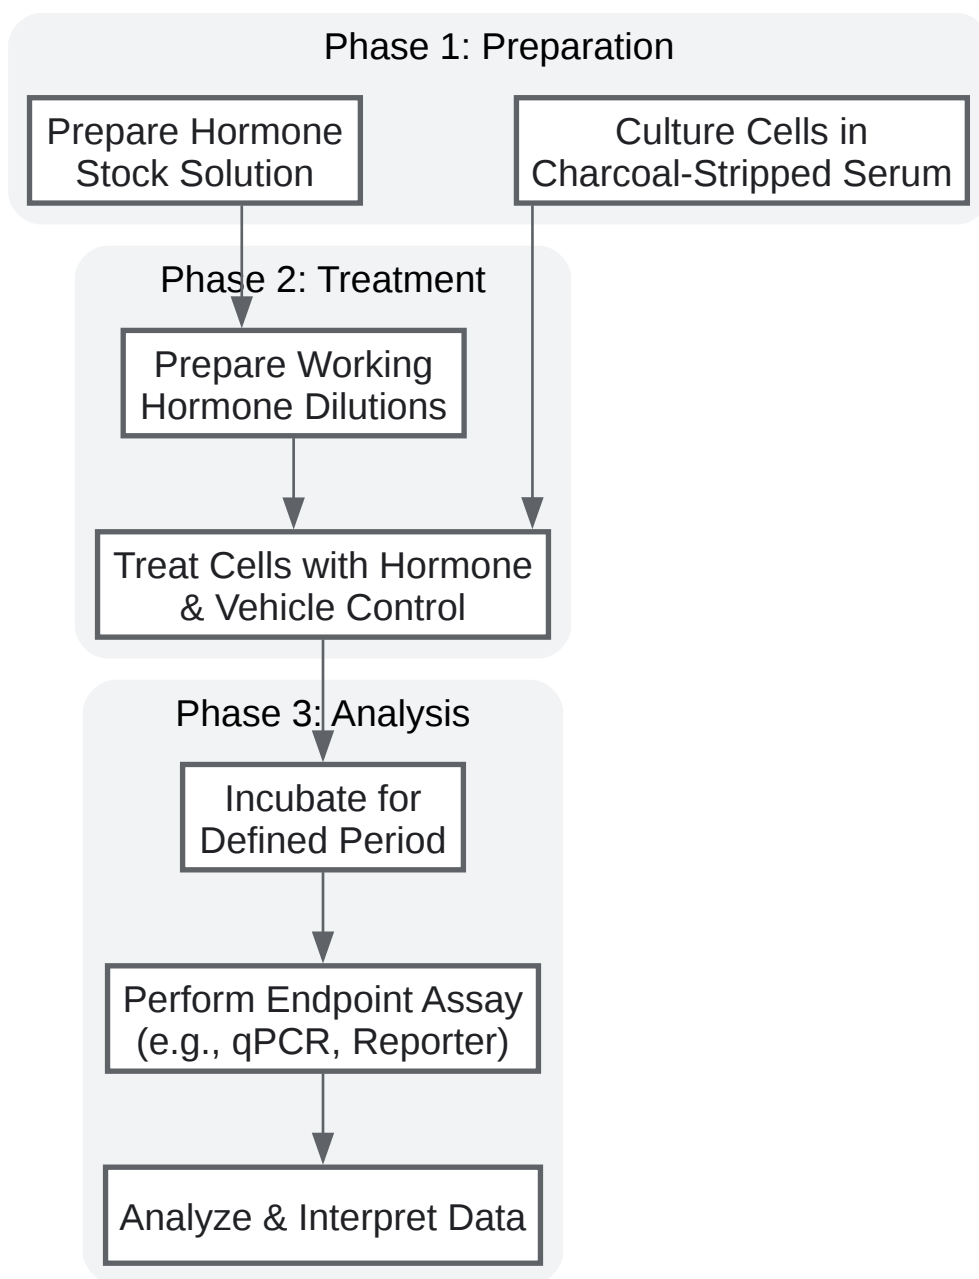 Phase 1: Preparation
Prepare Hormone
Stock Solution
Culture Cells in
Charcoal-Stripped Serum
Phase 2: Treatment
Prepare Working
Hormone Dilutions
Treat Cells with Hormone
& Vehicle Control
Phase 3: Analysis
Incubate for
Defined Period
Perform Endpoint Assay
(e.g., qPCR, Reporter)
Analyze & Interpret Data